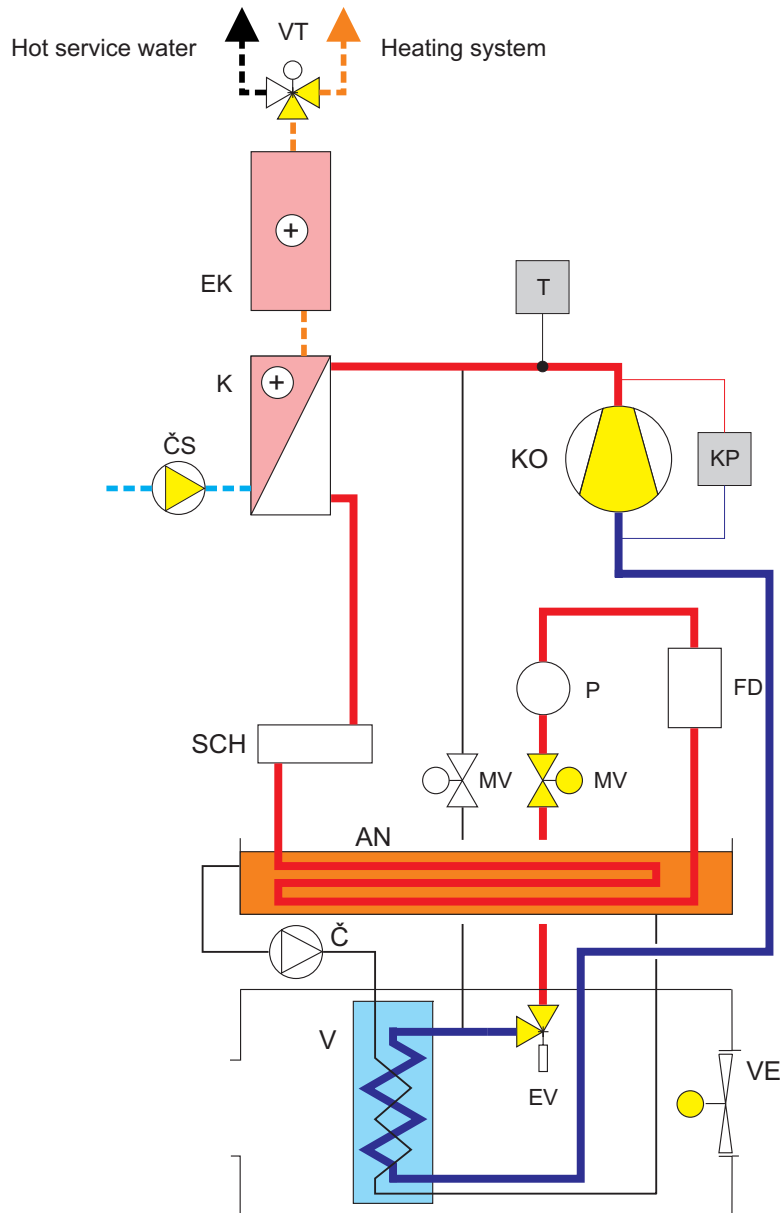 VT
Hot service water
Heating system
+
EK
T
K
+
ČS
KO
KP
P
FD
SCH
MV
MV
AN
Č
V
EV
VE